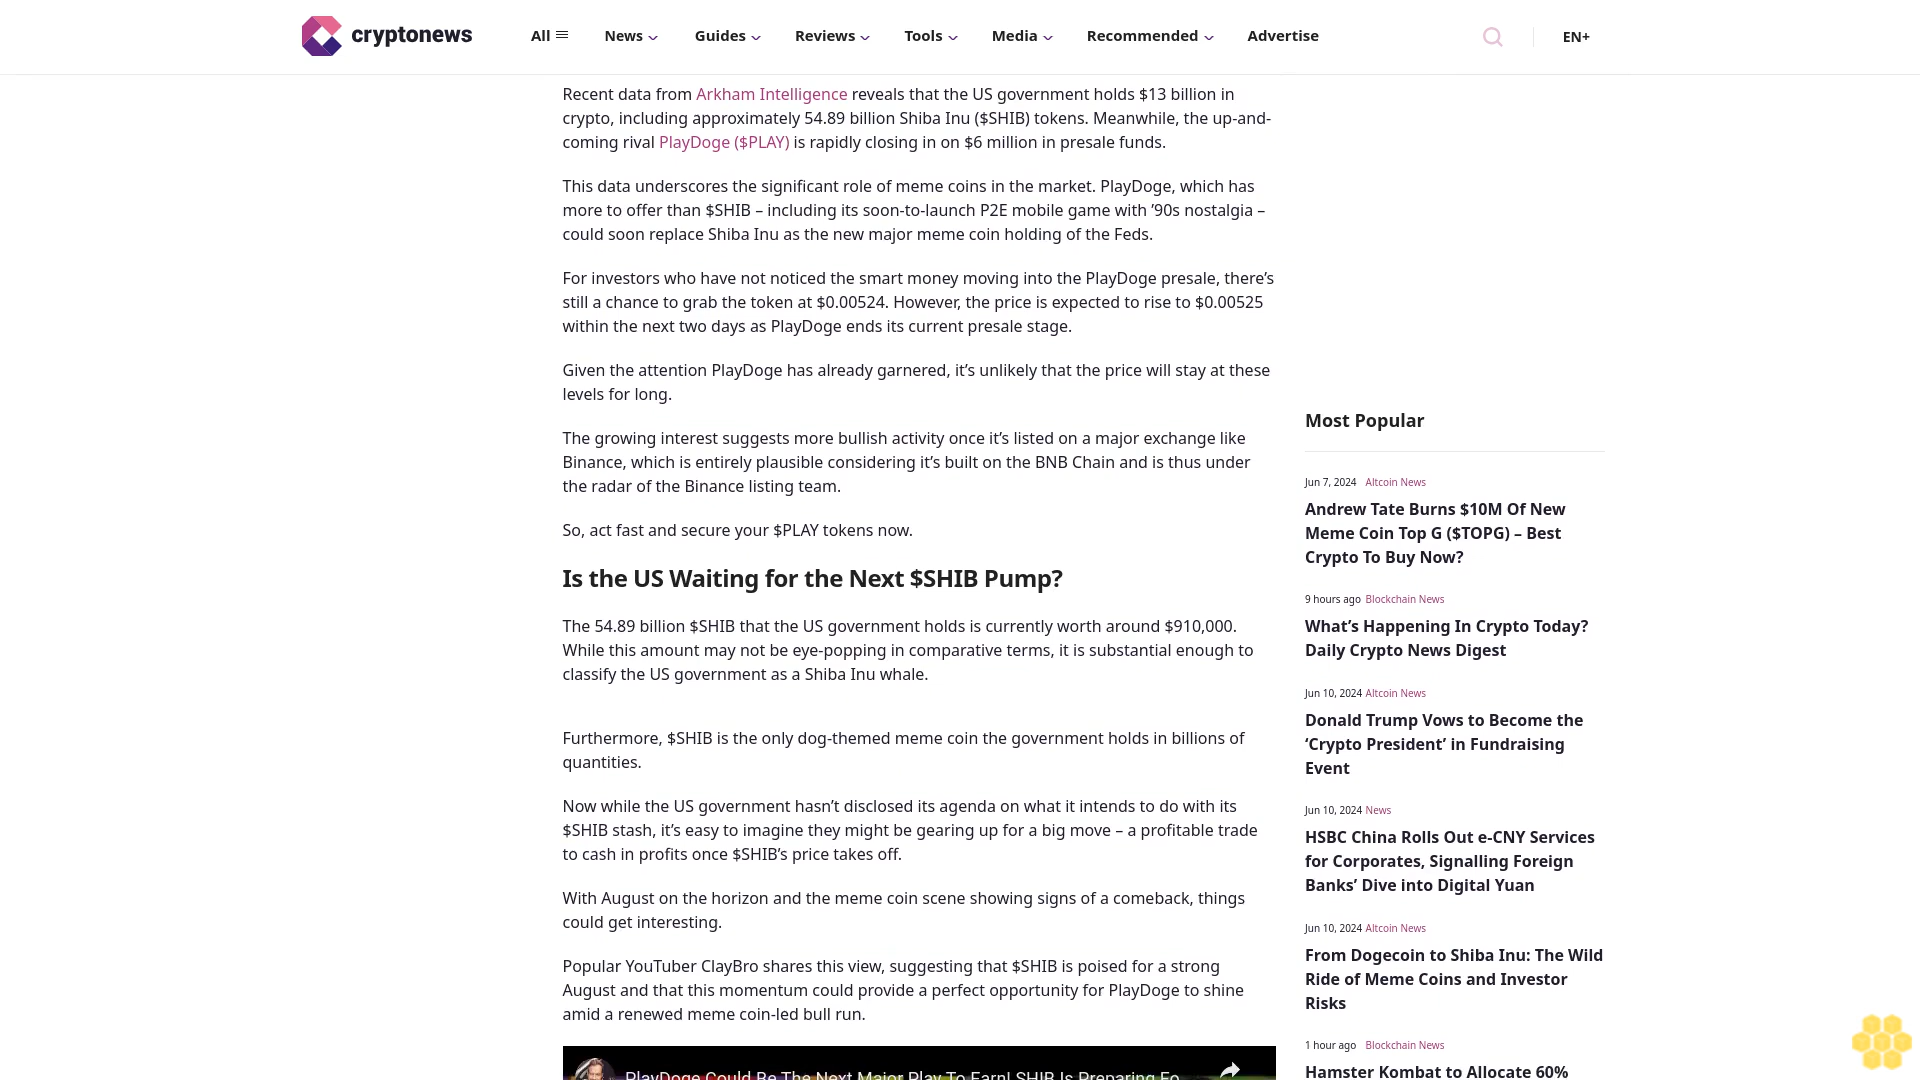 cryptonews
All
News
Guides
Reviews
Tools
Media
Recommended
Advertise
EN+
Recent data from Arkham Intelligence reveals that the US government holds $13 billion in
crypto, including approximately 54.89 billion Shiba Inu ($SHIB) tokens. Meanwhile, the up-and-
coming rival PlayDoge ($PLAY) is rapidly closing in on $6 million in presale funds.
This data underscores the significant role of meme coins in the market. PlayDoge, which has
more to offer than $SHIB – including its soon-to-launch P2E mobile game with ’90s nostalgia –
could soon replace Shiba Inu as the new major meme coin holding of the Feds.
For investors who have not noticed the smart money moving into the PlayDoge presale, there’s
still a chance to grab the token at $0.00524. However, the price is expected to rise to $0.00525
within the next two days as PlayDoge ends its current presale stage.
Given the attention PlayDoge has already garnered, it’s unlikely that the price will stay at these
levels for long.
The growing interest suggests more bullish activity once it’s listed on a major exchange like
Binance, which is entirely plausible considering it’s built on the BNB Chain and is thus under
the radar of the Binance listing team.
So, act fast and secure your $PLAY tokens now.
Is the US Waiting for the Next $SHIB Pump?
The 54.89 billion $SHIB that the US government holds is currently worth around $910,000.
While this amount may not be eye-popping in comparative terms, it is substantial enough to
classify the US government as a Shiba Inu whale.
Furthermore, $SHIB is the only dog-themed meme coin the government holds in billions of
quantities.
Now while the US government hasn’t disclosed its agenda on what it intends to do with its
$SHIB stash, it’s easy to imagine they might be gearing up for a big move – a profitable trade
to cash in profits once $SHIB’s price takes off.
With August on the horizon and the meme coin scene showing signs of a comeback, things
could get interesting.
Popular YouTuber ClayBro shares this view, suggesting that $SHIB is poised for a strong
August and that this momentum could provide a perfect opportunity for PlayDoge to shine
amid a renewed meme coin-led bull run.
PlayDoge Could Be The Next Major Play To Earn! SHIB Is Preparing Fo
Most Popular
Jun 7, 2024 Altcoin News
Andrew Tate Burns $10M Of New
Meme Coin Top G ($TOPG) – Best
Crypto To Buy Now?
9 hours ago Blockchain News
What’s Happening In Crypto Today?
Daily Crypto News Digest
Jun 10, 2024 Altcoin News
Donald Trump Vows to Become the
‘Crypto President’ in Fundraising
Event
Jun 10, 2024 News
HSBC China Rolls Out e-CNY Services
for Corporates, Signalling Foreign
Banks’ Dive into Digital Yuan
Jun 10, 2024 Altcoin News
From Dogecoin to Shiba Inu: The Wild
Ride of Meme Coins and Investor
Risks
1 hour ago Blockchain News
Hamster Kombat to Allocate 60%